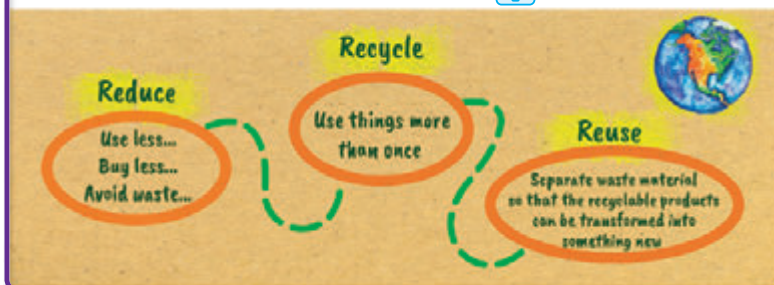 Reduce
Use less...
Buy less...
Avoid waste...
Recycle
Use things more
than once
Reuse
Separate waste material
so that the recyclable products
can be transformed into
something new